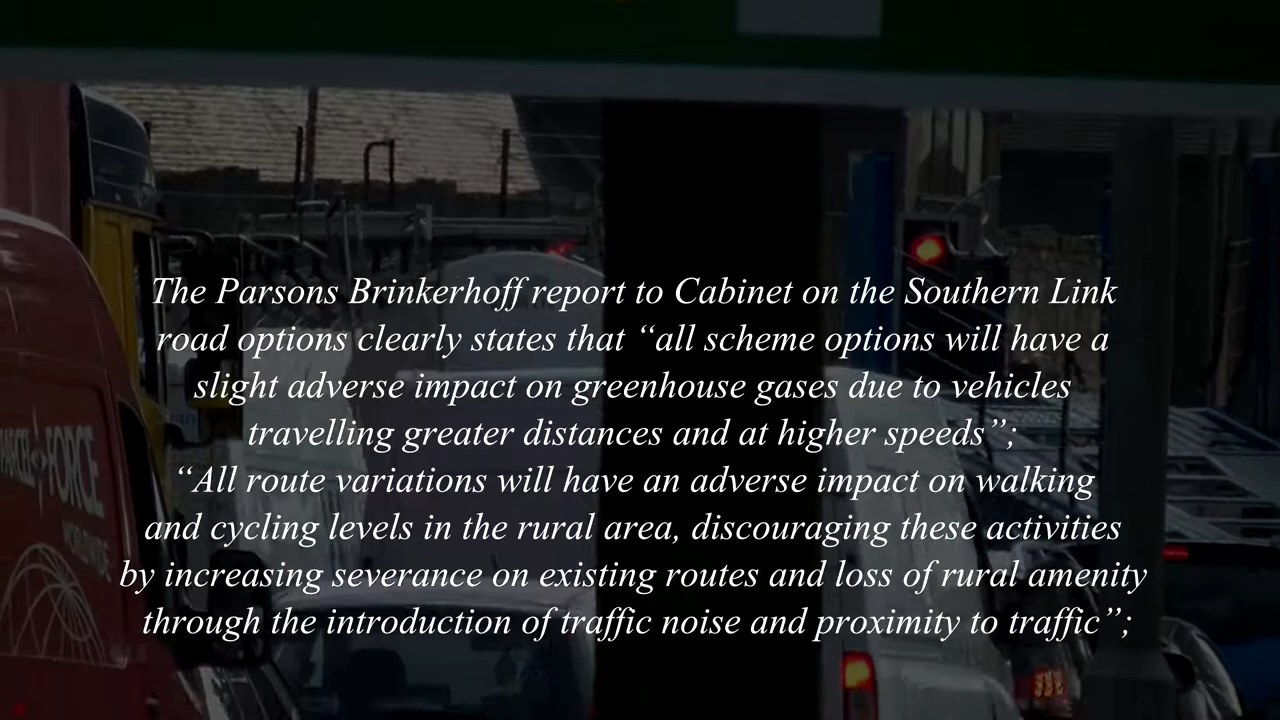 The Parsons Brinkerhoff report to Cabinet on the Southern Link
road options clearly states that “all scheme options will have a
slight adverse impact on greenhouse gases due to vehicles
travelling greater distances and at higher speeds”;
“All route variations will have an adverse impact on walking
and cycling levels in the rural area, discouraging these activities
by increasing severance on existing routes and loss of rural amenity
through the introduction of traffic noise and proximity to traffic”;
PARCEL FORCE
WORLDWIDE